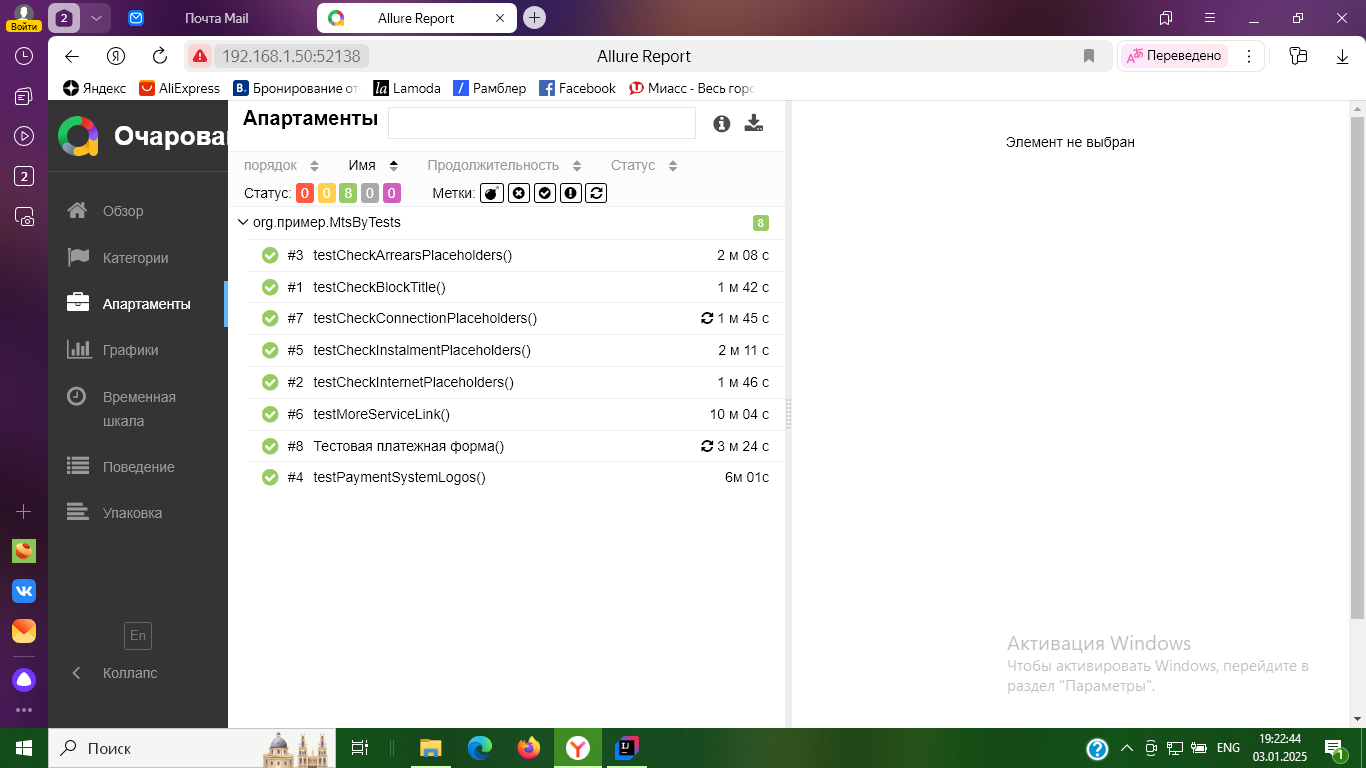 Войти
2
Почта Mail
Allure Report
192.168.1.50:52138
Allure Report
Переведено
Яндекс
AliExpress
Бронирование от
Lamoda
Рамблер
Facebook
Миасс - Весь горо
2
Очарован
Обзор
Категории
Апартаменты
Графики
Временная
шкала
Поведение
Упаковка
En
Коллапс
Апартаменты
порядок Имя Продолжительность Статус
Статус: 0 0 8 0 0 Метки:
org.пример.MtsByTests 8
#3 testCheckArrearsPlaceholders() 2 м 08 с
#1 testCheckBlockTitle() 1 м 42 с
#7 testCheckConnectionPlaceholders() 1 м 45 с
#5 testCheckInstalmentPlaceholders() 2 м 11 с
#2 testCheckInternetPlaceholders() 1 м 46 с
#6 testMoreServiceLink() 10 м 04 с
#8 Тестовая платежная форма() 3 м 24 с
#4 testPaymentSystemLogos() 6м 01с
Элемент не выбран
Активация Windows
Чтобы активировать Windows, перейдите в
раздел "Параметры".
Поиск
ENG
19:22:44
03.01.2025
1